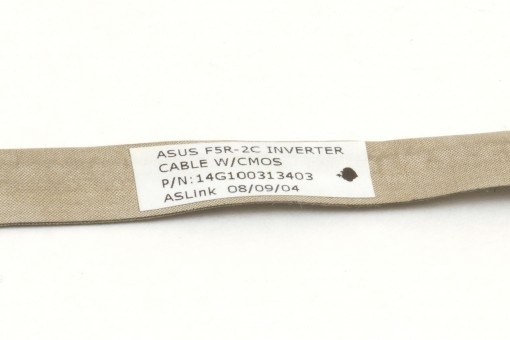 ASUS F5R-2C INVERTER
CABLE W/CMOS
P/N:14G100313403
ASLink 08/09/04